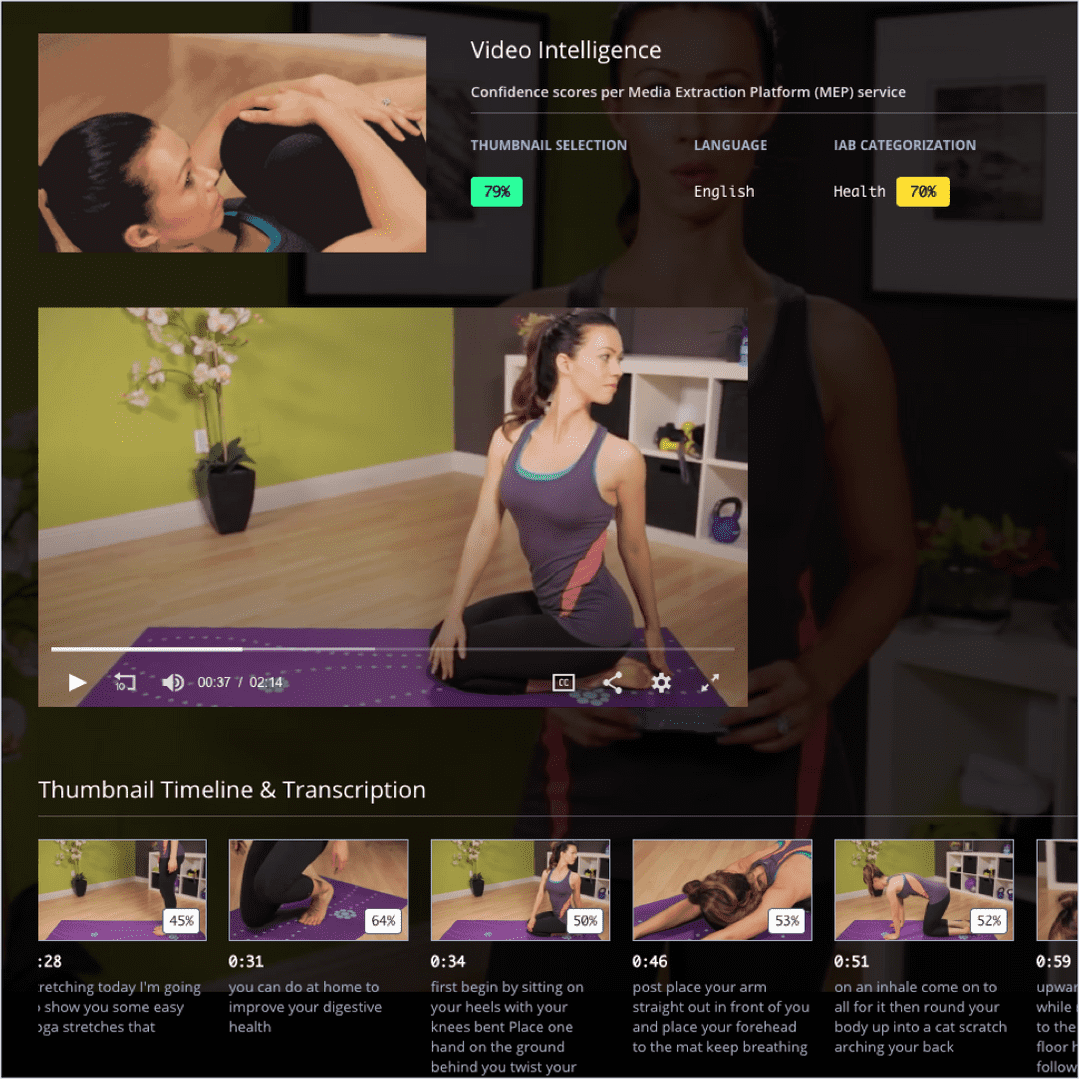 Video Intelligence
Confidence scores per Media Extraction Platform (MEP) service
THUMBNAIL SELECTION
LANGUAGE
IAB CATEGORIZATION
79%
English
Health 70%
10
00:37 / 02:14
CC
Thumbnail Timeline & Transcription
45%
:28
retching today I'm going
show you some easy
oga stretches that
64%
0:31
you can do at home to
improve your digestive
health
50%
0:34
first begin by sitting on
your heels with your
knees bent Place one
hand on the ground
behind you twist your
53%
0:46
post place your arm
straight out in front of you
and place your forehead
to the mat keep breathing
52%
0:51
on an inhale come on to
all for it then round your
body up into a cat scratch
arching your back
0:59
upwar
while
to the
floor h
follow